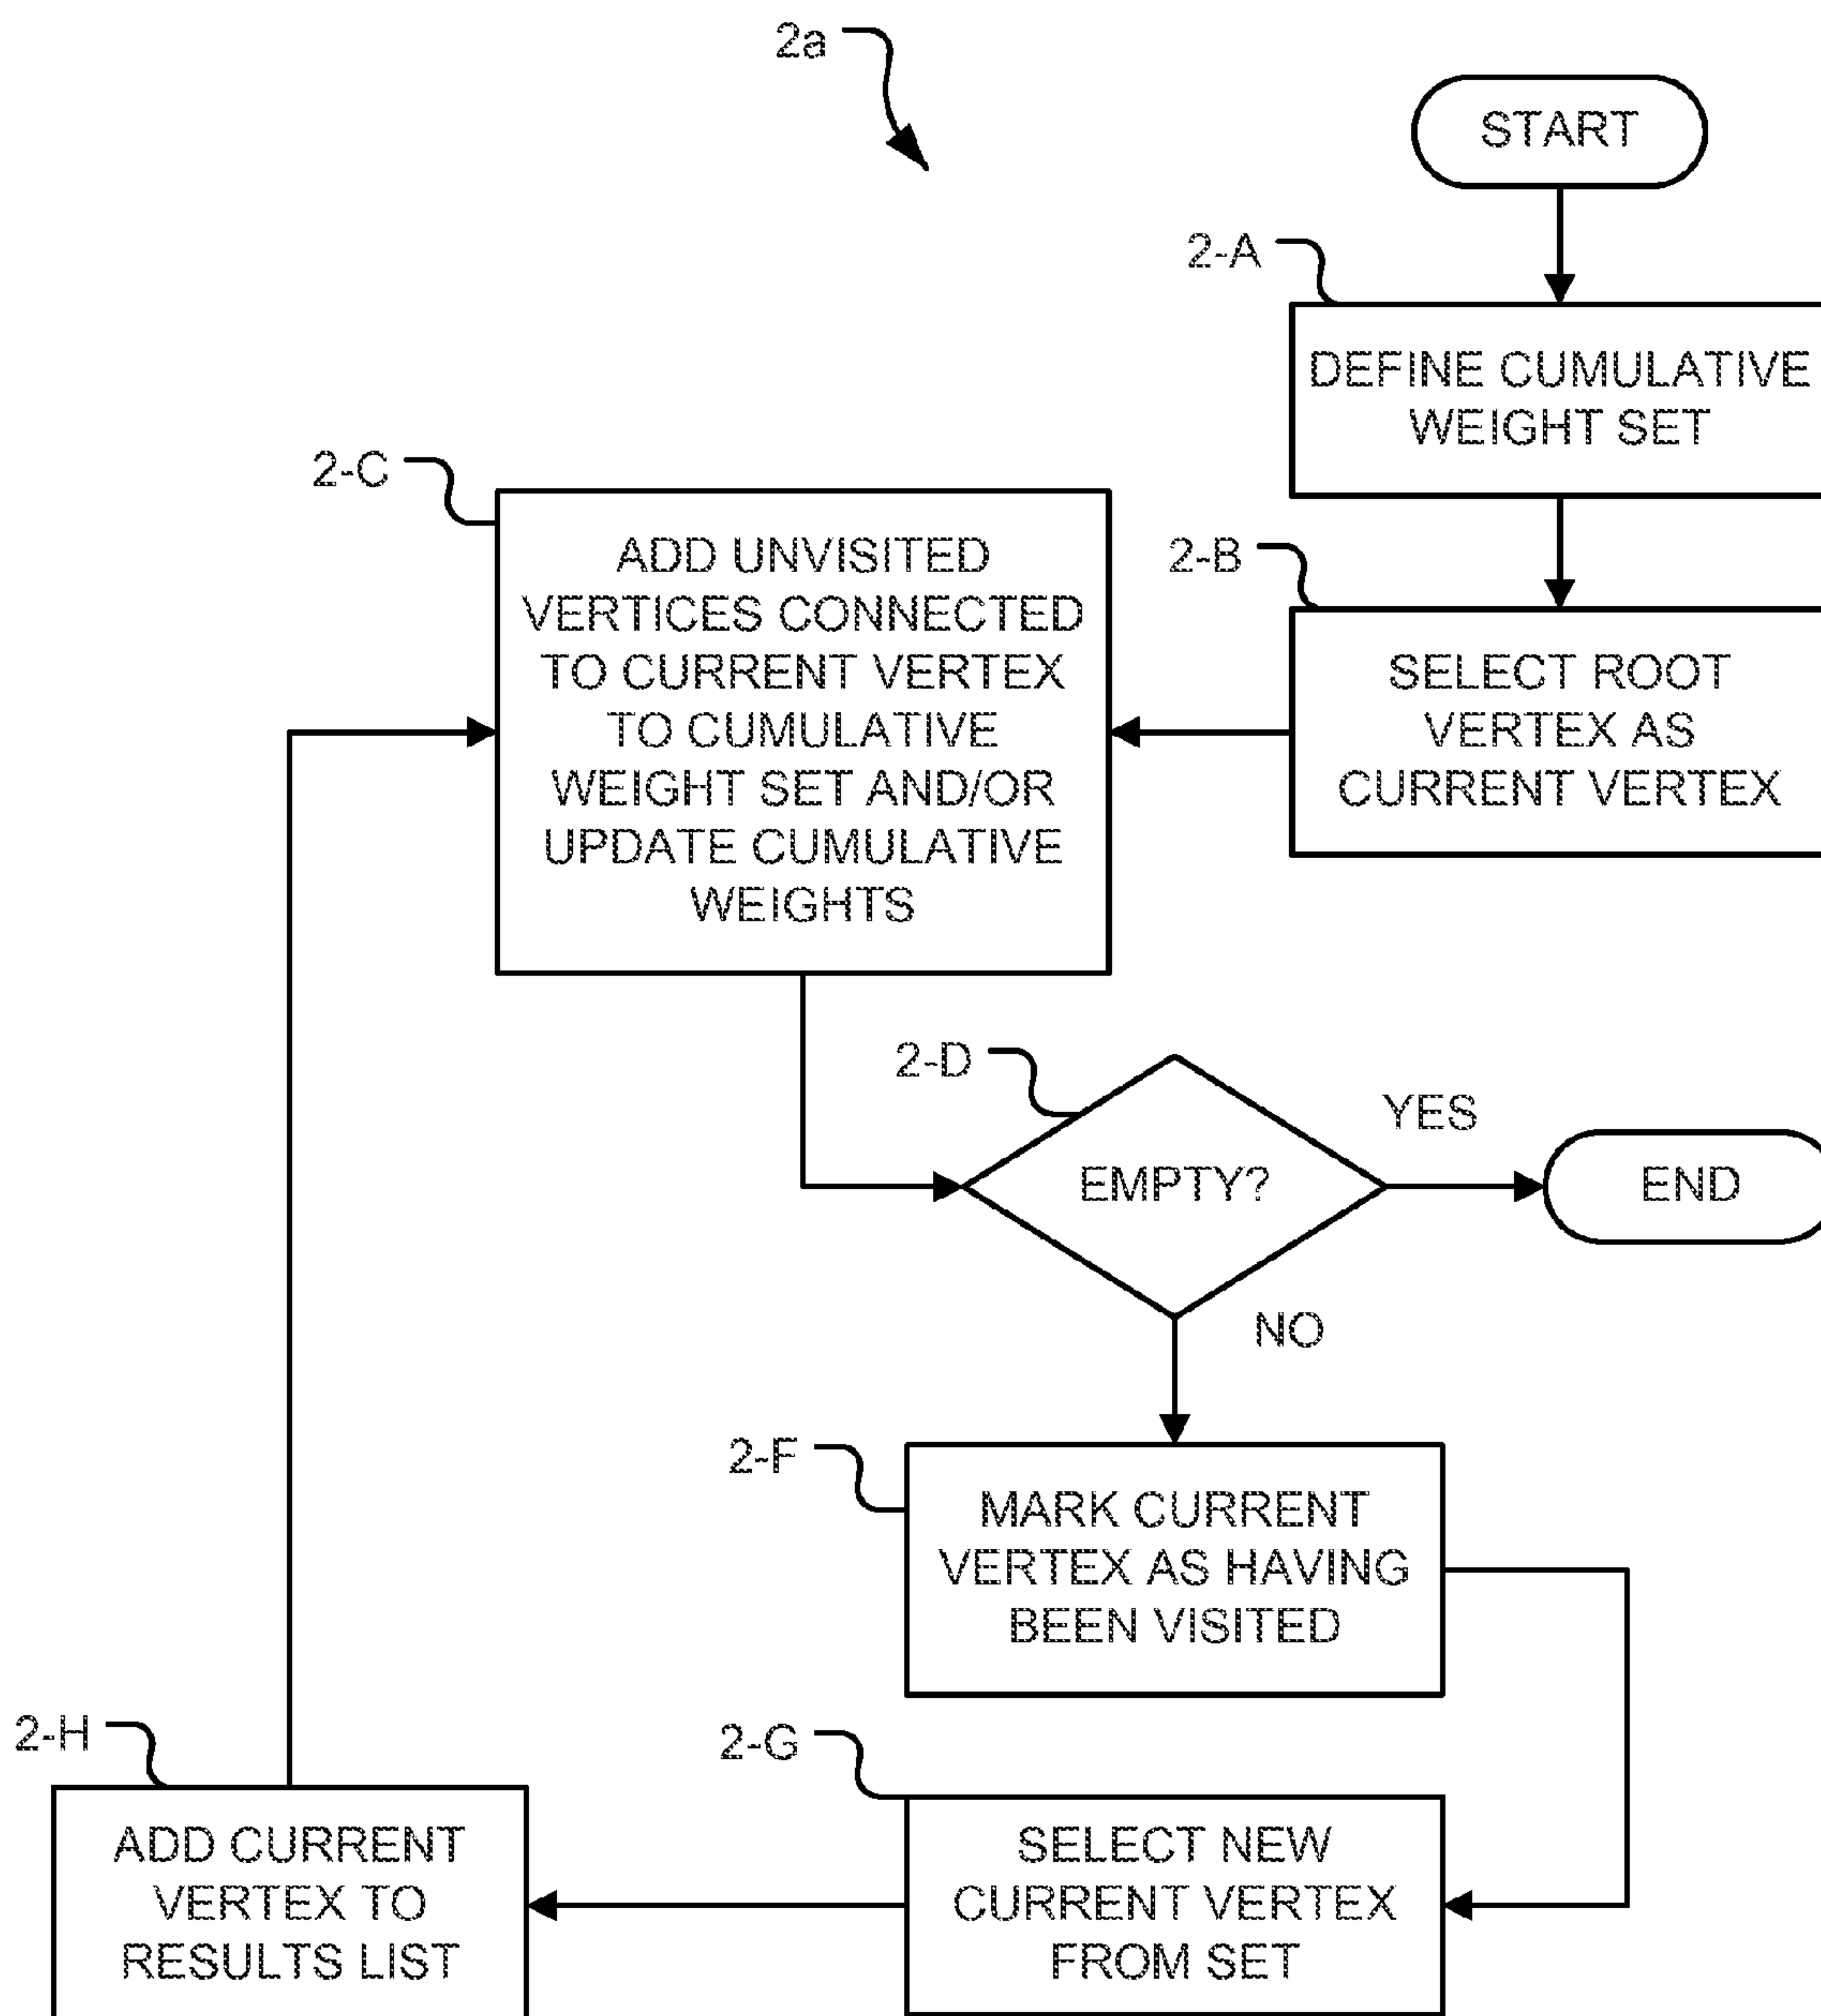 2a
START
2-A
DEFINE CUMULATIVE
WEIGHT SET
2-B
SELECT ROOT
VERTEX AS
CURRENT VERTEX
2-C
ADD UNVISITED
VERTICES CONNECTED
TO CURRENT VERTEX
TO CUMULATIVE
WEIGHT SET AND/OR
UPDATE CUMULATIVE
WEIGHTS
2-D
EMPTY?
YES
END
NO
2-F
MARK CURRENT
VERTEX AS HAVING
BEEN VISITED
2-G
SELECT NEW
CURRENT VERTEX
FROM SET
2-H
ADD CURRENT
VERTEX TO
RESULTS LIST